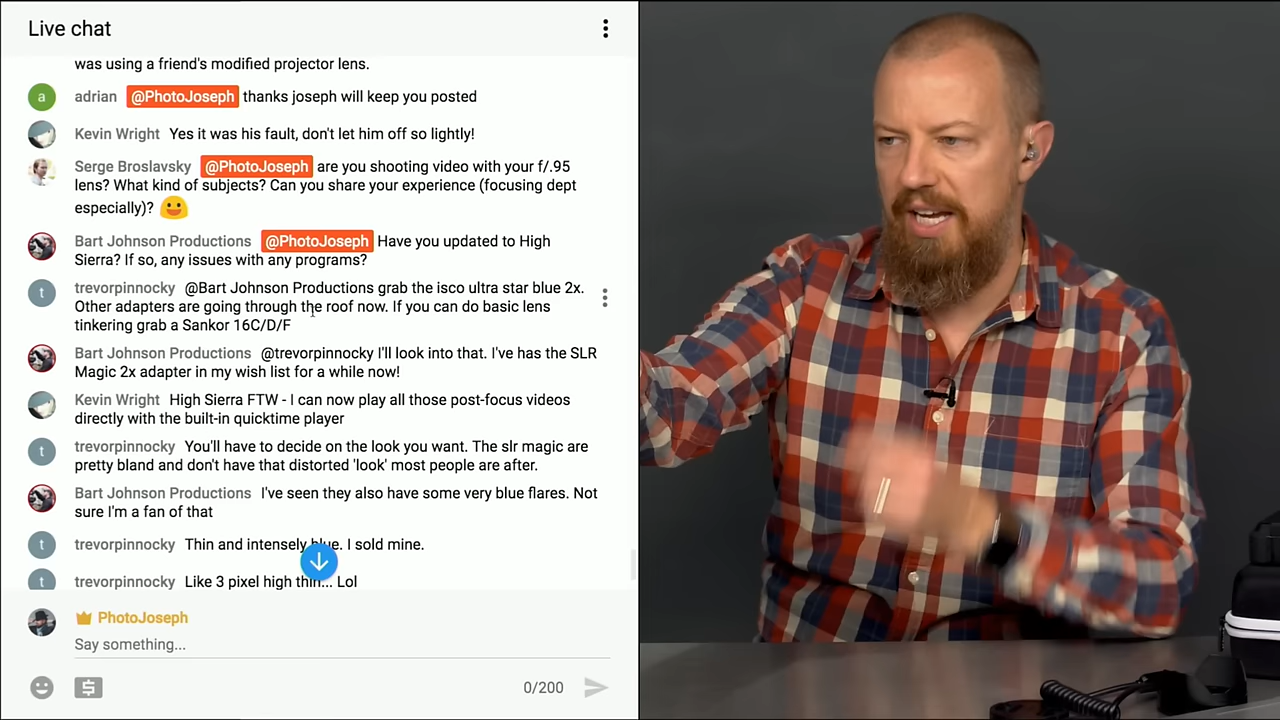 Live chat
was using a friend's modified projector lens.
a
adrian @PhotoJoseph thanks joseph will keep you posted
Kevin Wright Yes it was his fault, don't let him off so lightly!
Serge Broslavsky @PhotoJoseph are you shooting video with your f/.95
lens? What kind of subjects? Can you share your experience (focusing dept
especially)?
Bart Johnson Productions @PhotoJoseph Have you updated to High
Sierra? If so, any issues with any programs?
t
trevorpinnocky @Bart Johnson Productions grab the isco ultra star blue 2x.
Other adapters are going through the roof now. If you can do basic lens
tinkering grab a Sankor 16C/D/F
Bart Johnson Productions @trevorpinnocky I'll look into that. I've has the SLR
Magic 2x adapter in my wish list for a while now!
Kevin Wright High Sierra FTW - I can now play all those post-focus videos
directly with the built-in quicktime player
t
trevorpinnocky You'll have to decide on the look you want. The slr magic are
pretty bland and don't have that distorted 'look' most people are after.
Bart Johnson Productions I've seen they also have some very blue flares. Not
sure I'm a fan of that
t
trevorpinnocky Thin and intensely blue. I sold mine.
t
trevorpinnocky Like 3 pixel high thin... Lol
PhotoJoseph
Say something...
$
0/200